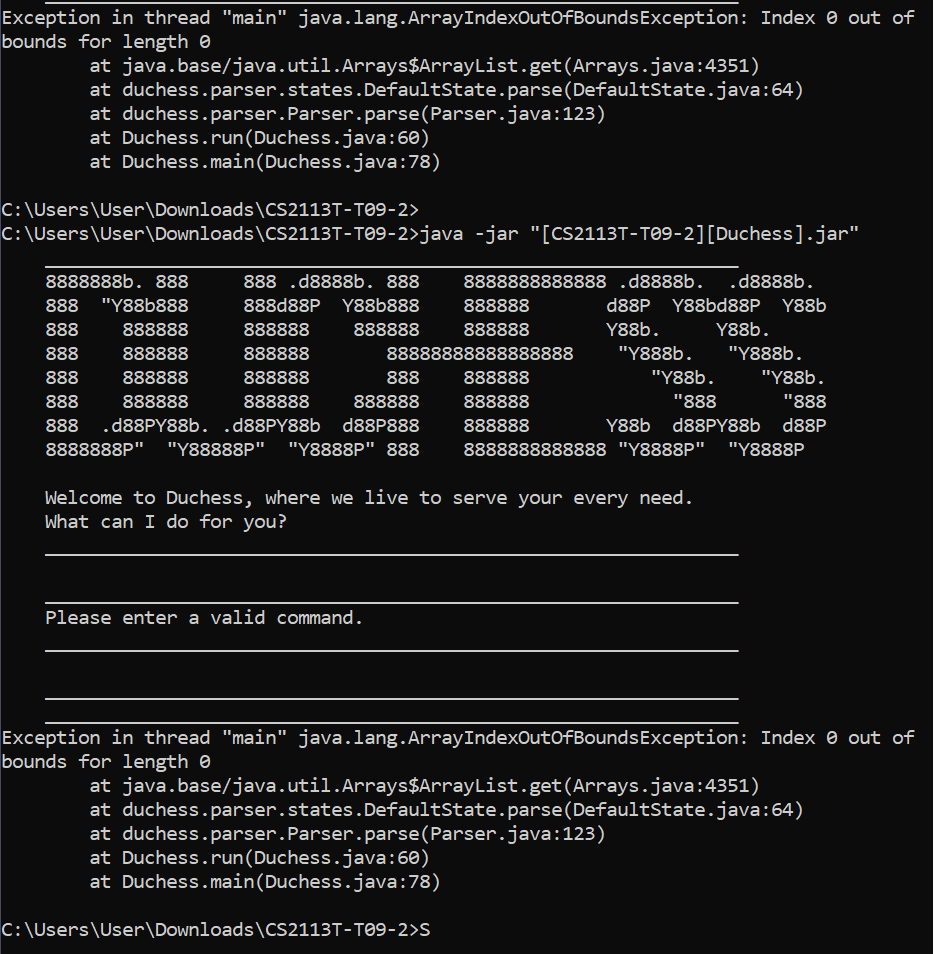 Exception in thread "main" java.lang.ArrayIndexOutOfBoundsException: Index 0 out of
bounds for length 0
        at java.base/java.util.Arrays$ArrayList.get(Arrays.java:4351)
        at duchess.parser.states.DefaultState.parse(DefaultState.java:64)
        at duchess.parser.Parser.parse(Parser.java:123)
        at Duchess.run(Duchess.java:60)
        at Duchess.main(Duchess.java:78)

C:\Users\User\Downloads\CS2113T-T09-2>
C:\Users\User\Downloads\CS2113T-T09-2>java -jar "[CS2113T-T09-2][Duchess].jar"
    _______________________________________________________________
    8888888b. 888     888 .d8888b. 888    8888888888888 .d8888b.  .d8888b.
    888  "Y88b888     888d88P  Y88b888    888888       d88P  Y88bd88P  Y88b
    888    888888     888888    888888    888888       Y88b.     Y88b.
    888    888888     888888       88888888888888888    "Y888b.   "Y888b.
    888    888888     888888       888    888888           "Y88b.    "Y88b.
    888    888888     888888    888888    888888             "888      "888
    888  .d88PY88b. .d88PY88b  d88P888    888888       Y88b  d88PY88b  d88P
    8888888P"  "Y88888P"  "Y8888P" 888    8888888888888 "Y8888P"  "Y8888P

    Welcome to Duchess, where we live to serve your every need.
    What can I do for you?
    _______________________________________________________________

    _______________________________________________________________
    Please enter a valid command.
    _______________________________________________________________

    _______________________________________________________________
    _______________________________________________________________
Exception in thread "main" java.lang.ArrayIndexOutOfBoundsException: Index 0 out of
bounds for length 0
        at java.base/java.util.Arrays$ArrayList.get(Arrays.java:4351)
        at duchess.parser.states.DefaultState.parse(DefaultState.java:64)
        at duchess.parser.Parser.parse(Parser.java:123)
        at Duchess.run(Duchess.java:60)
        at Duchess.main(Duchess.java:78)

C:\Users\User\Downloads\CS2113T-T09-2>S